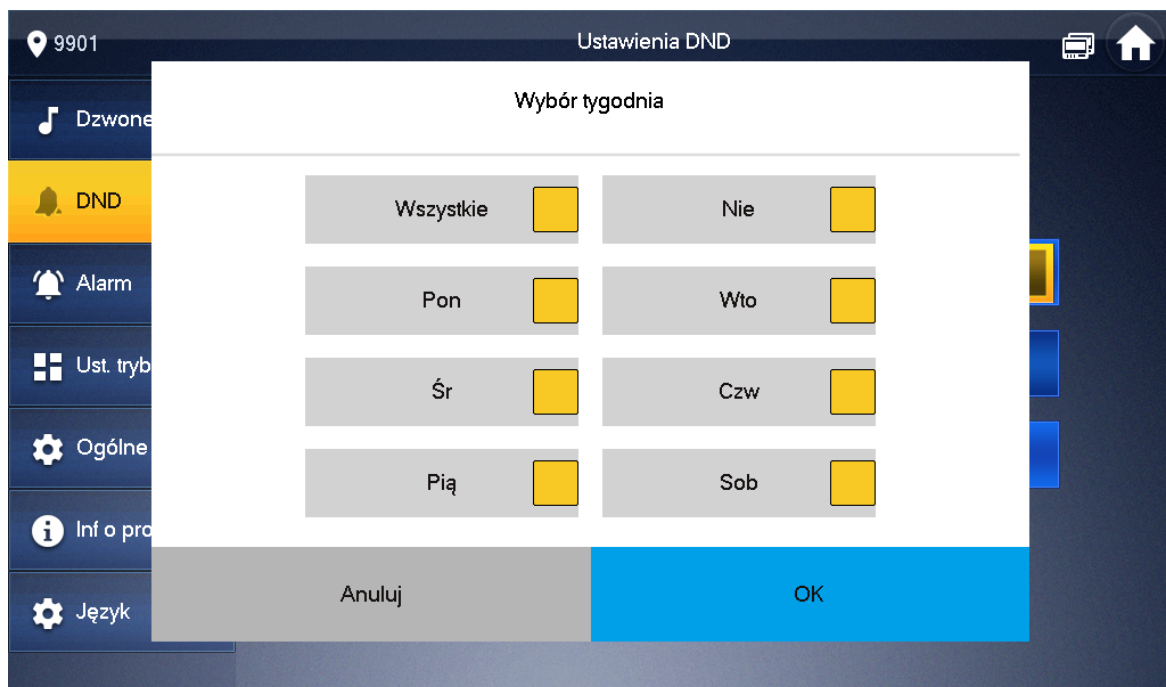 9901
Ustawienia DND
Wybór tygodnia
Dzwone
DND
Alarm
Ust. tryb
Ogólne
Inf o pro
Język
Wszystkie
Nie
Pon
Wto
Śr
Czw
Pią
Sob
Anuluj
OK